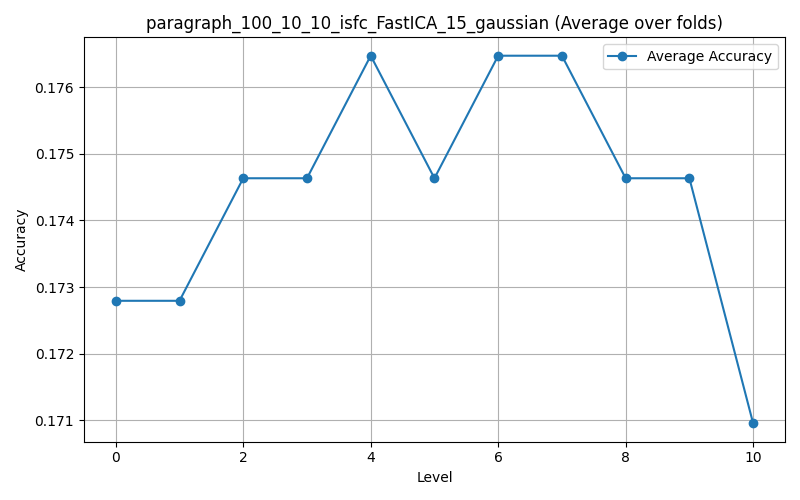 paragraph_100_10_10_isfc_FastICA_15_gaussian (Average over folds)
Average Accuracy
0.176
0.175
0.174
0.173
0.172
0.171
Accuracy
0 2 4 6 8 10
Level